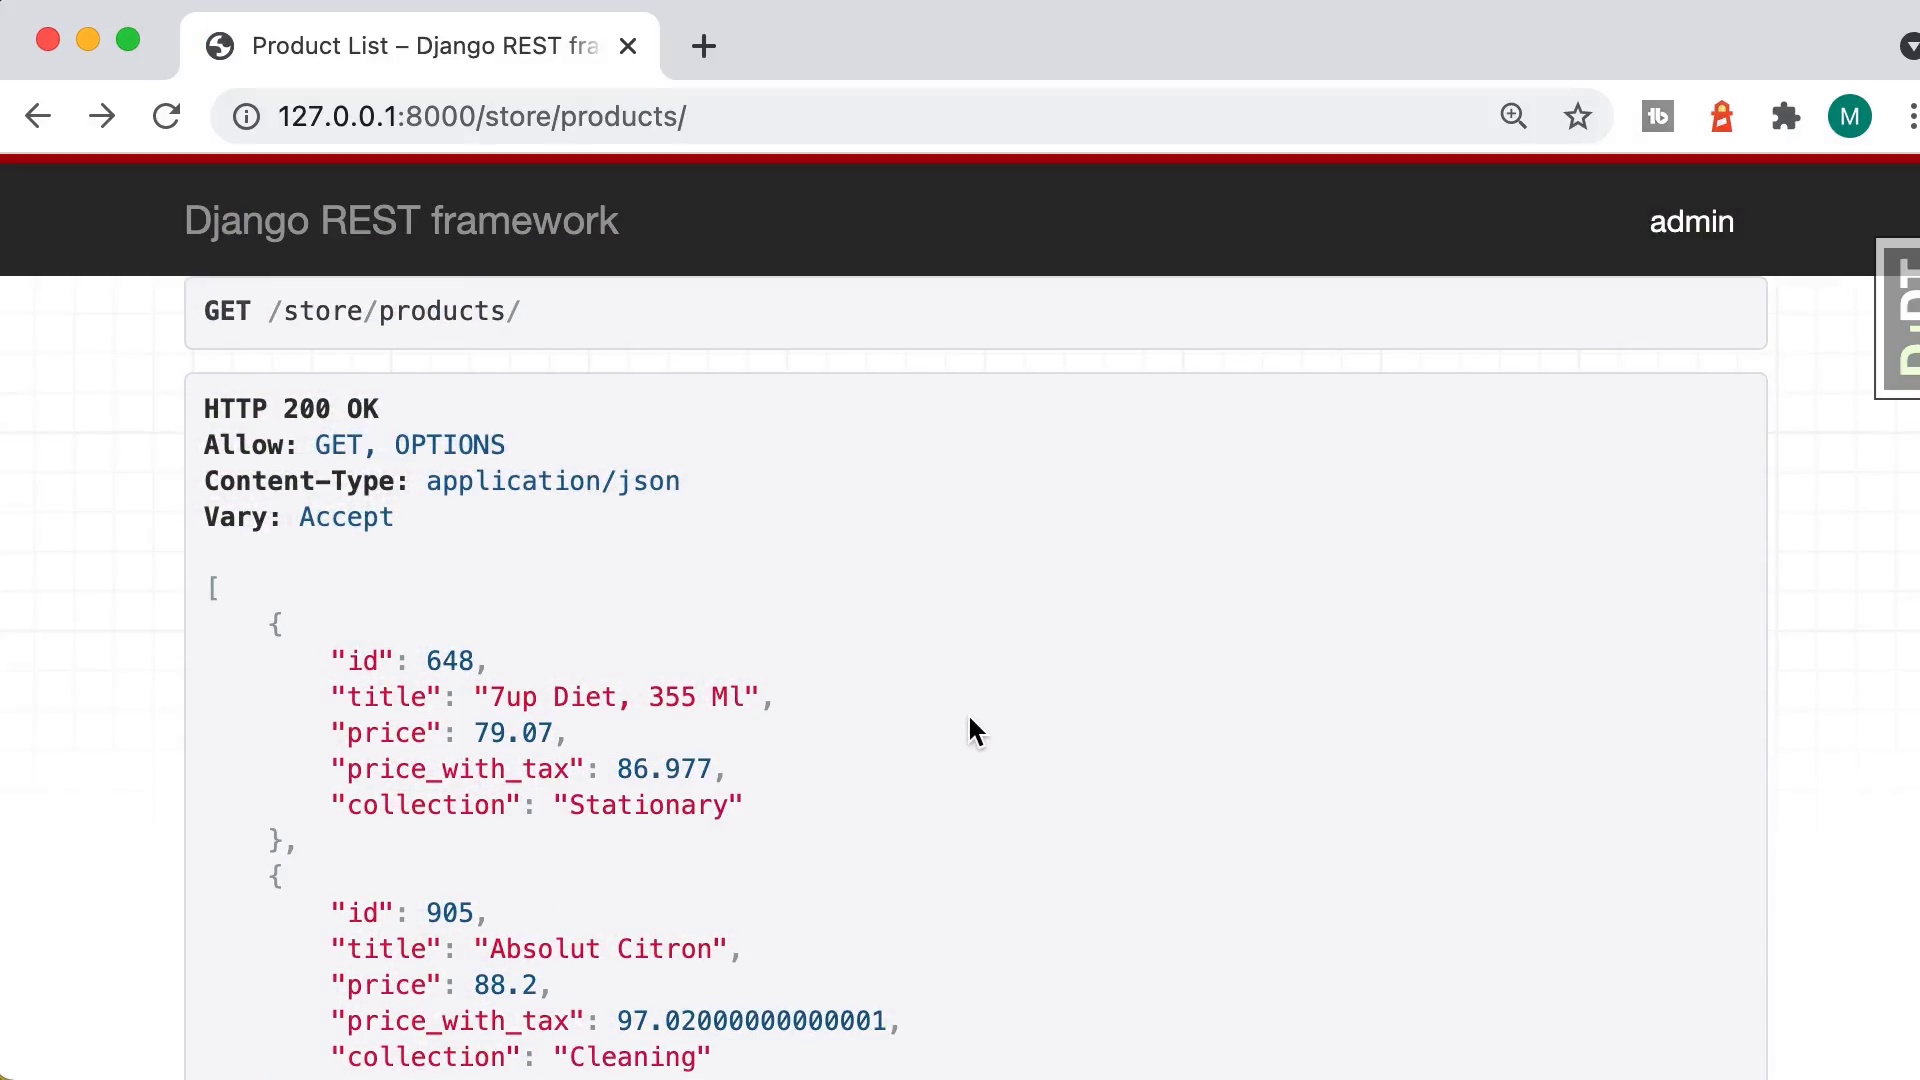 Product List – Django REST fra
127.0.0.1:8000/store/products/
M
Django REST framework
admin
DjDT
GET /store/products/
HTTP 200 OK
Allow: GET, OPTIONS
Content-Type: application/json
Vary: Accept
[
{
"id": 648,
"title": "7up Diet, 355 Ml",
"price": 79.07,
"price_with_tax": 86.977,
"collection": "Stationary"
},
{
"id": 905,
"title": "Absolut Citron",
"price": 88.2,
"price_with_tax": 97.02000000000001,
"collection": "Cleaning"